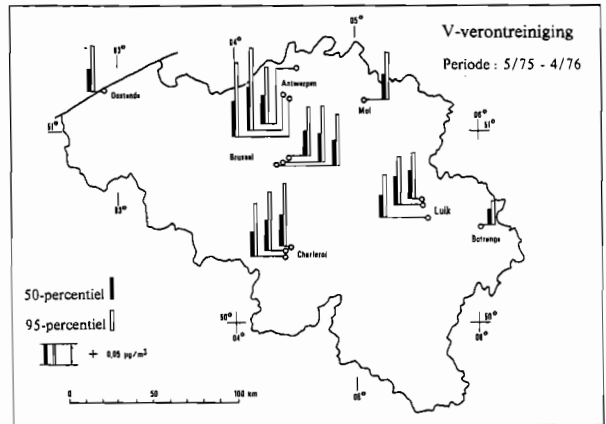 V-verontreiniging
Periode : 5/75 - 4/76
03°
04°
05°
Oostende
Antwerpen
Mol
06°
51°
51°
Brussel
03°
Luik
Botrange
Charleroi
50-percentiel
95-percentiel
+ 0,05 µg/m³
50°
04°
50°
06°
0 50 100 km